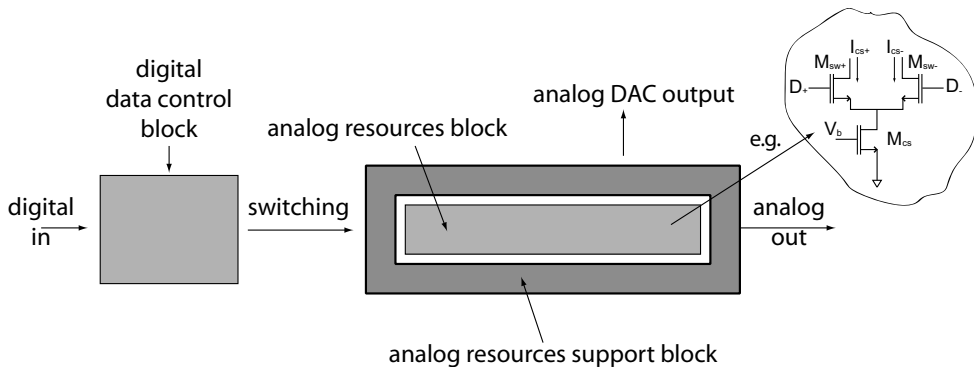 digital
data control
block
digital
in
switching
analog resources block
analog DAC output
analog resources support block
analog
out
e.g.
Ics+ Ics-
Msw+ Msw-
D+ D-
Vb Mcs